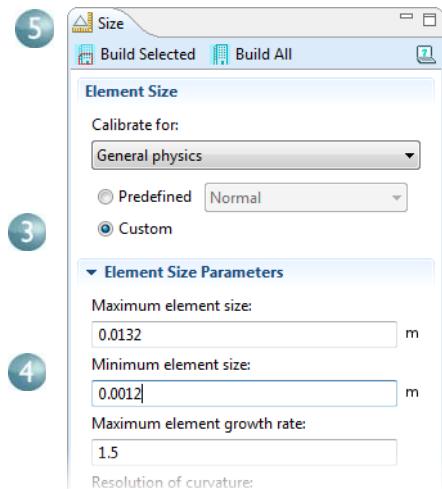 5
Size
Build Selected Build All
Element Size
Calibrate for:
General physics
Predefined Normal
3
Custom
Element Size Parameters
Maximum element size:
0.0132 m
4
Minimum element size:
0.0012 m
Maximum element growth rate:
1.5
Resolution of curvature: